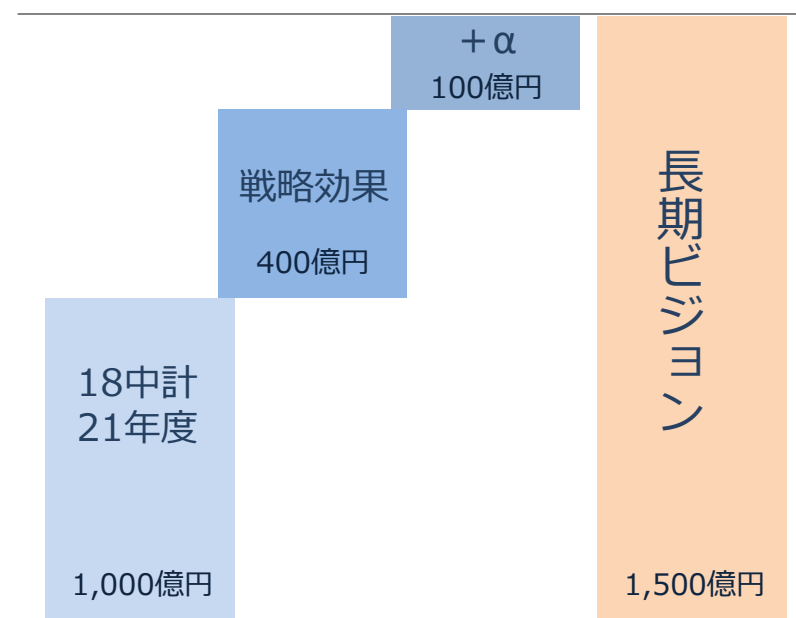 +α
100億円
戦略効果
400億円
18中計
21年度
1,000億円
長期ビジョン
1,500億円